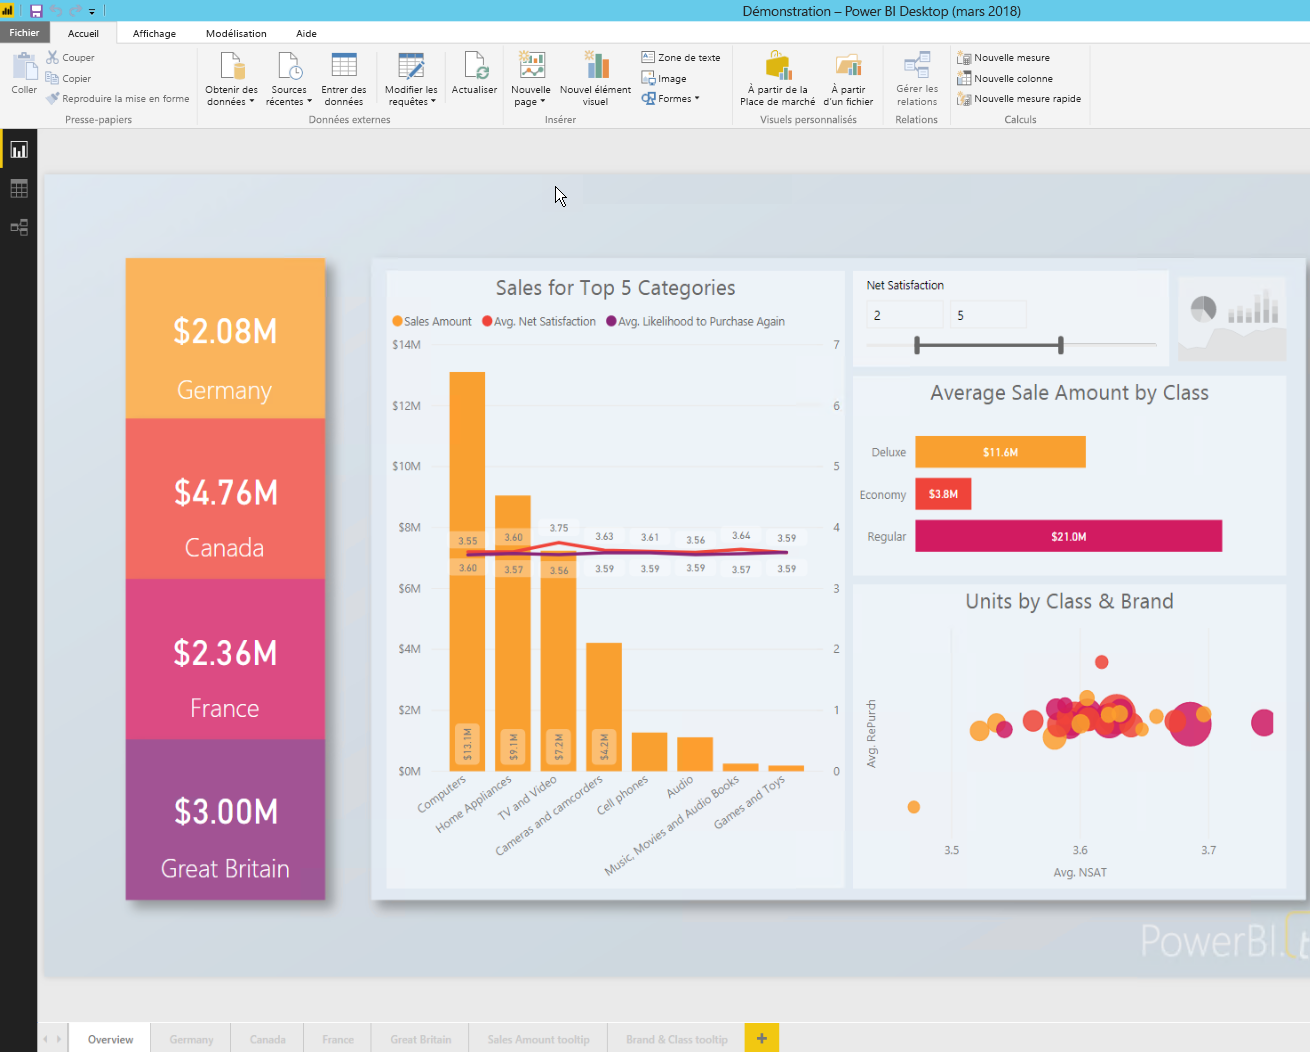 Démonstration – Power BI Desktop (mars 2018)
Fichier Accueil Affichage Modélisation Aide
Coller
Couper
Copier
Reproduire la mise en forme
Presse-papiers
Obtenir des
données
Sources
récentes
Entrer des
données
Modifier les
requêtes
Actualiser
Données externes
Nouvelle
page
Nouvel élément
visuel
Zone de texte
Image
Formes
Insérer
À partir de la
Place de marché
À partir
d'un fichier
Visuels personnalisés
Gérer les
relations
Relations
Nouvelle mesure
Nouvelle colonne
Nouvelle mesure rapide
Calculs
$2.08M
Germany
$4.76M
Canada
$2.36M
France
$3.00M
Great Britain
Sales for Top 5 Categories
Sales Amount Avg. Net Satisfaction Avg. Likelihood to Purchase Again
$14M 7
$12M 6
$10M 5
$8M 4
$6M 3
$4M 2
$2M 1
$0M 0
3.55 3.60 3.75 3.63 3.61 3.56 3.64 3.59
3.60 3.57 3.56 3.59 3.59 3.59 3.57 3.59
$13.1M $9.1M $7.2M $4.2M
Computers
Home Appliances
TV and Video
Cameras and camcorders
Cell phones
Audio
Music, Movies and Audio Books
Games and Toys
Net Satisfaction
2 5
Average Sale Amount by Class
Deluxe $11.6M
Economy $3.8M
Regular $21.0M
Units by Class & Brand
Avg. RePurch
3.5 3.6 3.7
Avg. NSAT
PowerBI.
Overview Germany Canada France Great Britain Sales Amount tooltip Brand & Class tooltip +